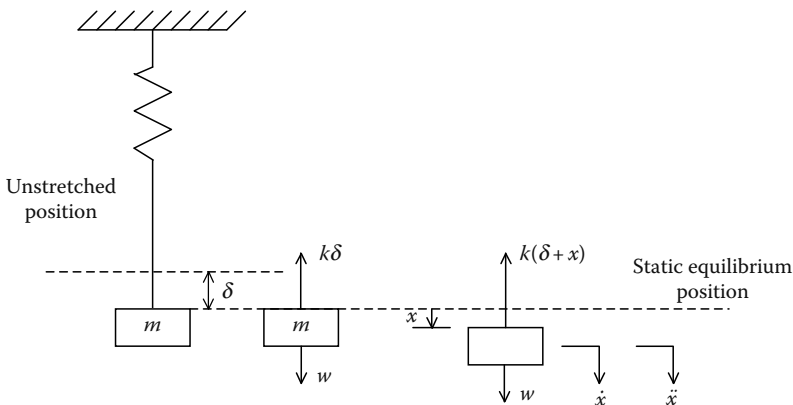 Unstretched
position
δ
m
kδ
m
w
k(δ + x)
x
w
ẋ
ẍ
Static equilibrium
position